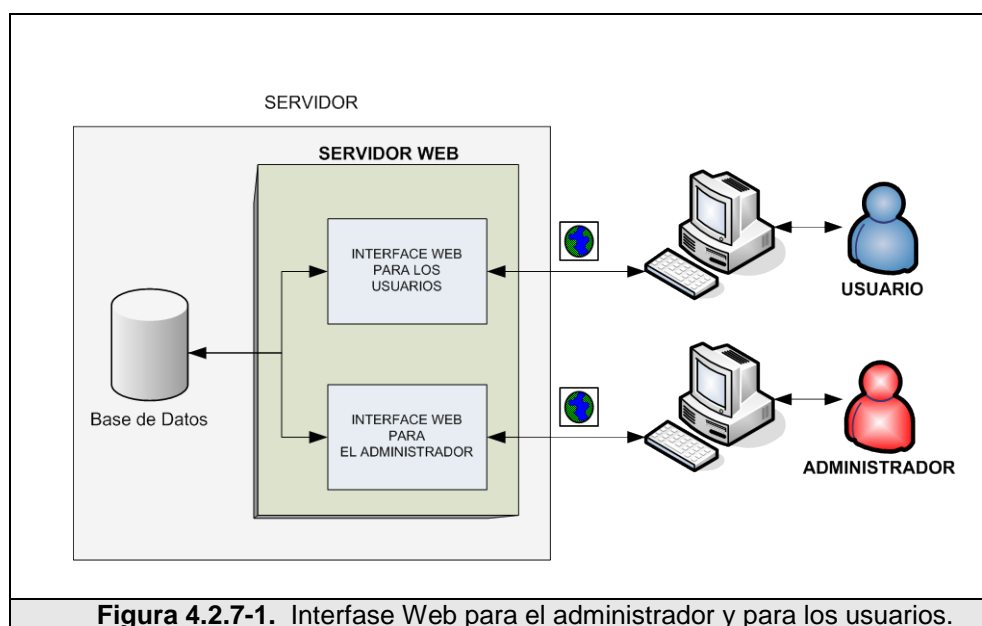 SERVIDOR
SERVIDOR WEB
INTERFACE WEB
PARA LOS
USUARIOS
USUARIO
Base de Datos
INTERFACE WEB
PARA
EL ADMINISTRADOR
ADMINISTRADOR
Figura 4.2.7-1. Interfase Web para el administrador y para los usuarios.